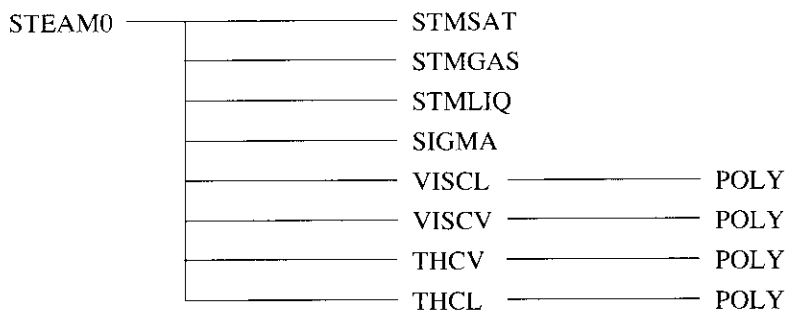 STEAM0 STMSAT
STMGAS
STMLIQ
SIGMA
VISCL POLY
VISCV POLY
THCV POLY
THCL POLY